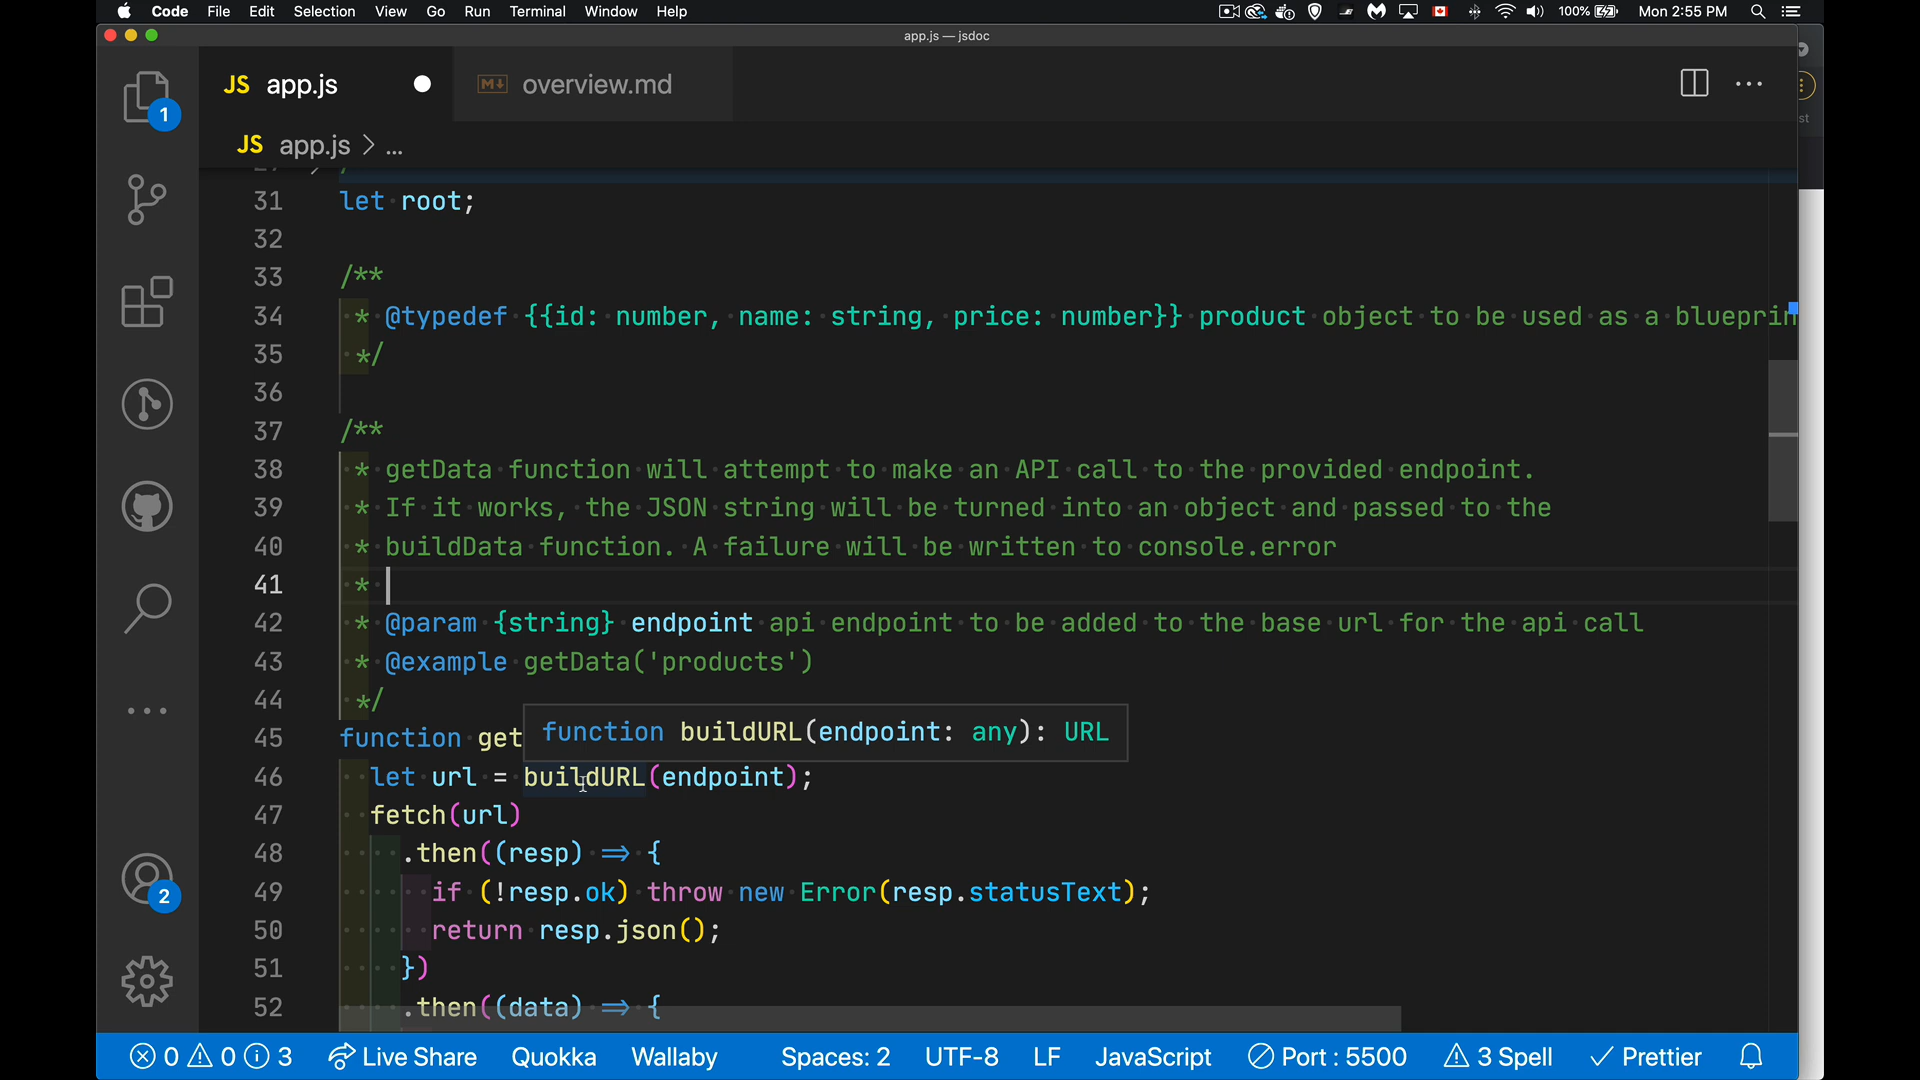 Code File Edit Selection View Go Run Terminal Window Help 100% Mon 2:55 PM
app.js — jsdoc
JS app.js overview.md
1
JS app.js > ...
st
31 let root;
32
33 /**
34 * @typedef {{id: number, name: string, price: number}} product object to be used as a blueprin
35 */
36
37 /**
38 * getData function will attempt to make an API call to the provided endpoint.
39 * If it works, the JSON string will be turned into an object and passed to the
40 * buildData function. A failure will be written to console.error
41 *
42 * @param {string} endpoint api endpoint to be added to the base url for the api call
43 * @example getData('products')
44 */
function buildURL(endpoint: any): URL
45 function get
46 let url = buildURL(endpoint);
47 fetch(url)
48 .then((resp) => {
49 if (!resp.ok) throw new Error(resp.statusText);
50 return resp.json();
51 })
52 .then((data) => {
2
0 0 3 Live Share Quokka Wallaby Spaces: 2 UTF-8 LF JavaScript Port : 5500 3 Spell Prettier